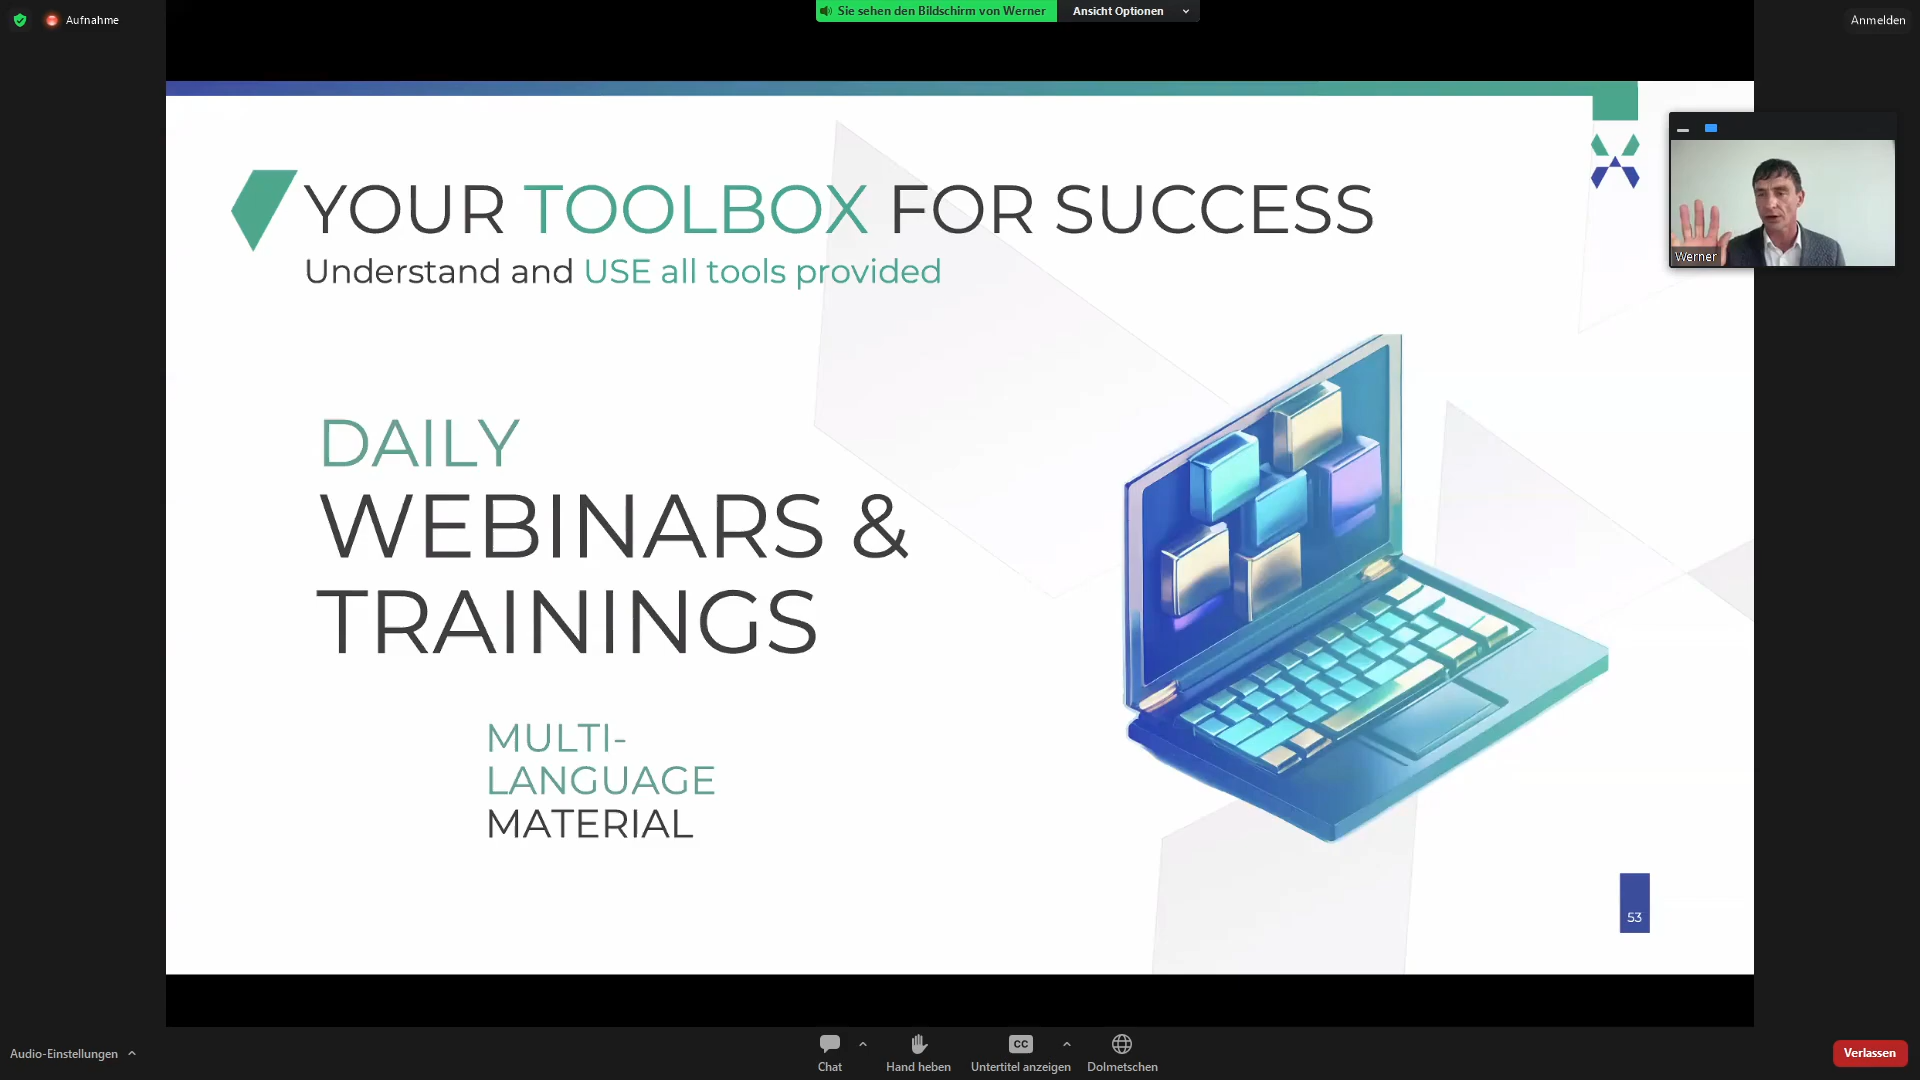 Aufnahme
Sie sehen den Bildschirm von Werner
Ansicht Optionen
Anmelden
YOUR TOOLBOX FOR SUCCESS
Understand and USE all tools provided
Werner
DAILY
WEBINARS &
TRAININGS
MULTI-
LANGUAGE
MATERIAL
53
Audio-Einstellungen
Chat
Hand heben
CC
Untertitel anzeigen
Dolmetschen
Verlassen